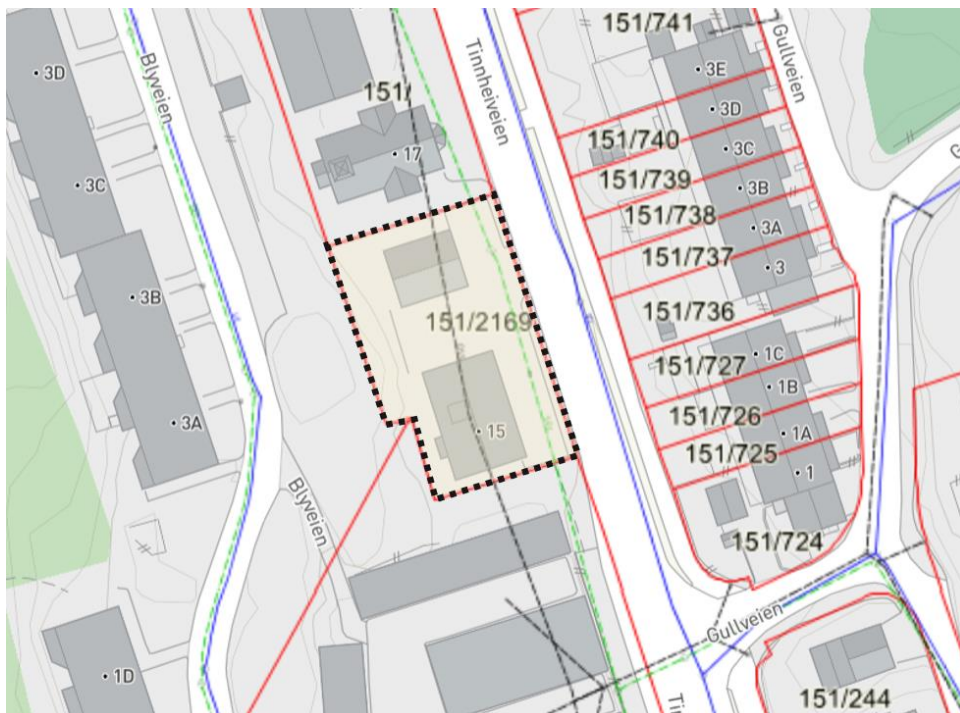 151/741
Gullveien
3E
3D
Blyveien
3D
Tinnheiveien
151/
3D
151/740
3C
17
151/739
3C
3B
151/738
3A
151/737
3
3B
151/736
151/2169
1C
151/727
1B
151/726
3A
15
1A
151/725
1
Blyveien
151/724
Gullveien
1D
151/244